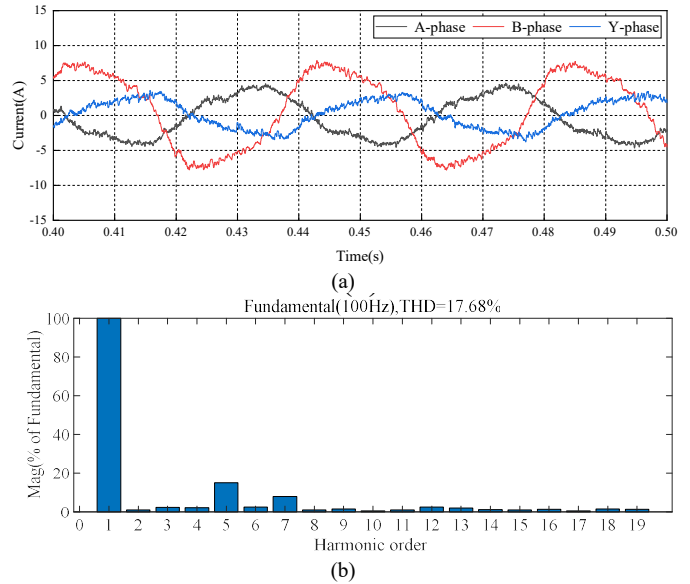 15
10
5
0
-5
-10
-15
Current(A)
A-phase B-phase Y-phase
0.40 0.41 0.42 0.43 0.44 0.45 0.46 0.47 0.48 0.49 0.50
Time(s)
(a)
Fundamental(100Hz),THD=17.68%
100
80
60
40
20
0
Mag(% of Fundamental)
0 1 2 3 4 5 6 7 8 9 10 11 12 13 14 15 16 17 18 19
Harmonic order
(b)